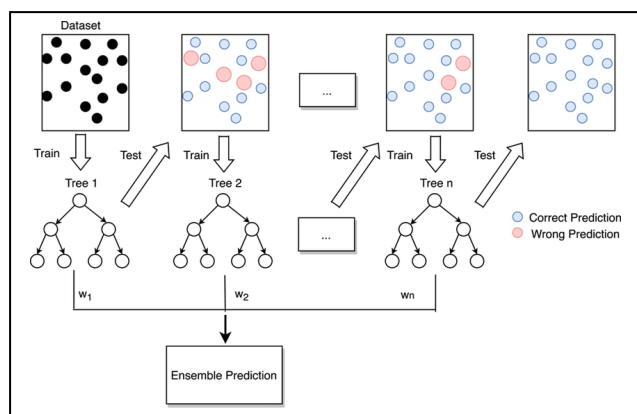 Dataset
...
Train
Test
Train
Test
Train
Test
Tree 1
Tree 2
Tree n
...
Correct Prediction
Wrong Prediction
w1
w2
wn
Ensemble Prediction